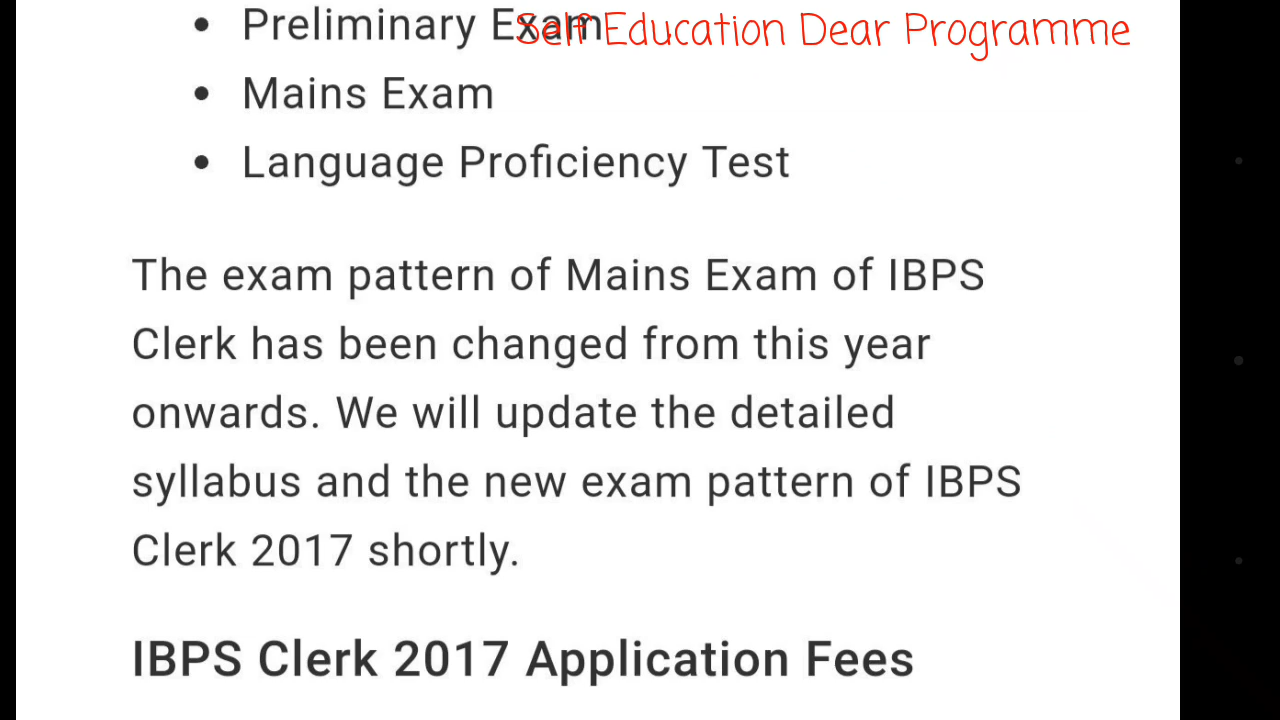 Preliminary Exam
Self Education Dear Programme
Mains Exam
Language Proficiency Test
The exam pattern of Mains Exam of IBPS
Clerk has been changed from this year
onwards. We will update the detailed
syllabus and the new exam pattern of IBPS
Clerk 2017 shortly.
IBPS Clerk 2017 Application Fees